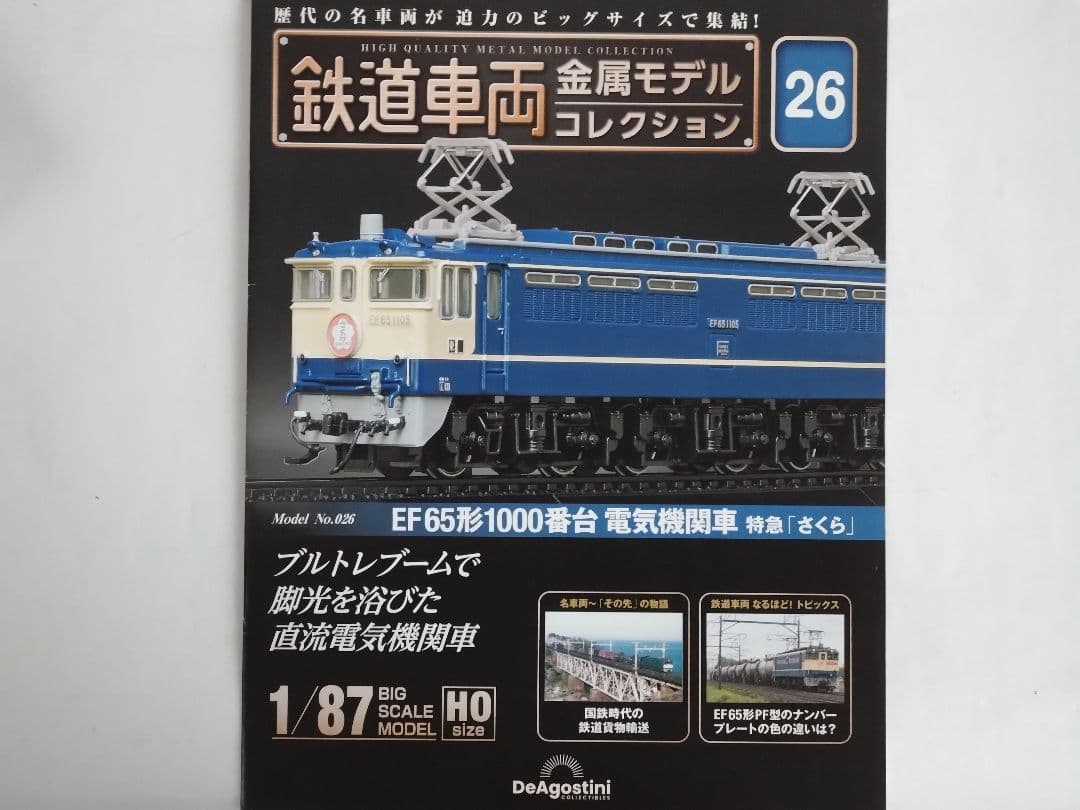 歴代の名車両が 迫力のビッグサイズで集結!
HIGH QUALITY METAL MODEL COLLECTION
鉄道車両 金属モデル
コレクション
26
EF651105
さくら
EF651105
Model No.026 EF65形1000番台 電気機関車 特急「さくら」
ブルトレブームで
脚光を浴びた
直流電気機関車
1/87 BIG
SCALE
MODEL
HO
size
名車両~「その先」の物語
国鉄時代の
鉄道貨物輸送
鉄道車両 なるほど! トピックス
EF65形PF型のナンバー
プレートの色の違いは?
DeAgostini
COLLECTIBLES